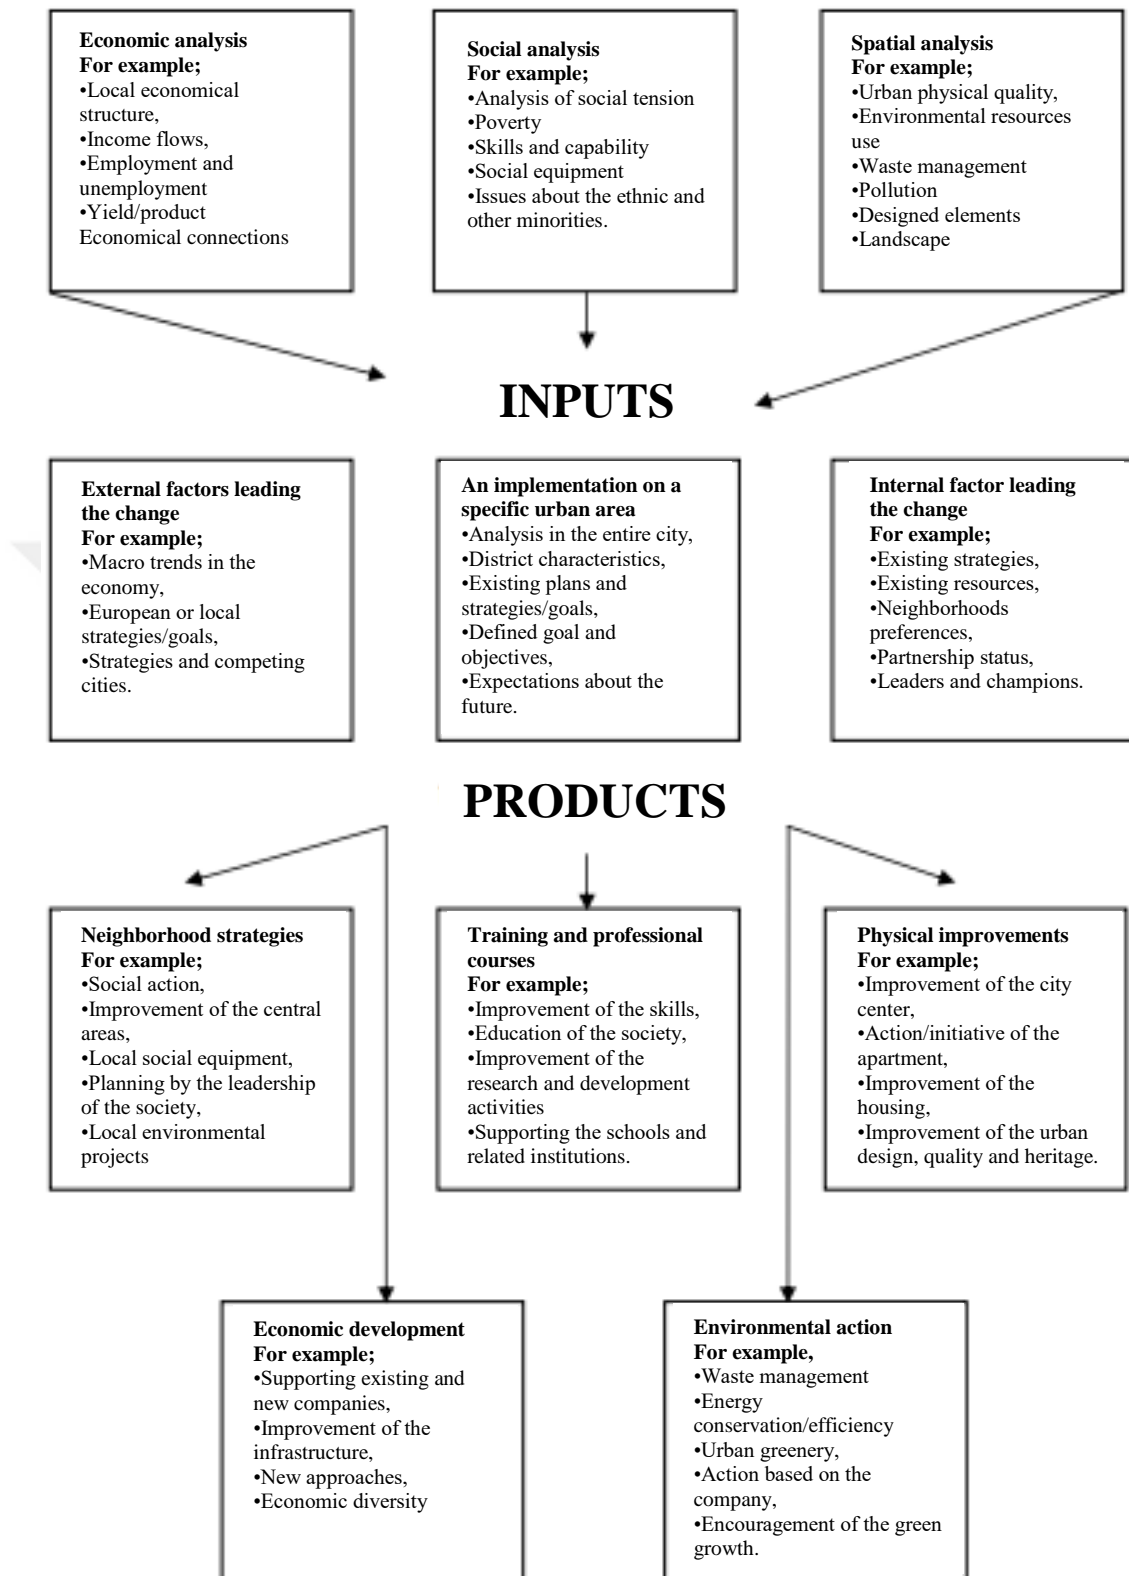 Economic analysis
For example;
•Local economical
structure,
•Income flows,
•Employment and
unemployment
•Yield/product
Economical connections
Social analysis
For example;
•Analysis of social tension
•Poverty
•Skills and capability
•Social equipment
•Issues about the ethnic and
other minorities.
Spatial analysis
For example;
•Urban physical quality,
•Environmental resources
use
•Waste management
•Pollution
•Designed elements
•Landscape
INPUTS
External factors leading
the change
For example;
•Macro trends in the
economy,
•European or local
strategies/goals,
•Strategies and competing
cities.
An implementation on a
specific urban area
•Analysis in the entire city,
•District characteristics,
•Existing plans and
strategies/goals,
•Defined goal and
objectives,
•Expectations about the
future.
Internal factor leading
the change
For example;
•Existing strategies,
•Existing resources,
•Neighborhoods
preferences,
•Partnership status,
•Leaders and champions.
PRODUCTS
Neighborhood strategies
For example;
•Social action,
•Improvement of the central
areas,
•Local social equipment,
•Planning by the leadership
of the society,
•Local environmental
projects
Training and professional
courses
For example;
•Improvement of the skills,
•Education of the society,
•Improvement of the
research and development
activities
•Supporting the schools and
related institutions.
Physical improvements
For example;
•Improvement of the city
center,
•Action/initiative of the
apartment,
•Improvement of the
housing,
•Improvement of the urban
design, quality and heritage.
Economic development
For example;
•Supporting existing and
new companies,
•Improvement of the
infrastructure,
•New approaches,
•Economic diversity
Environmental action
For example,
•Waste management
•Energy
conservation/efficiency
•Urban greenery,
•Action based on the
company,
•Encouragement of the green
growth.